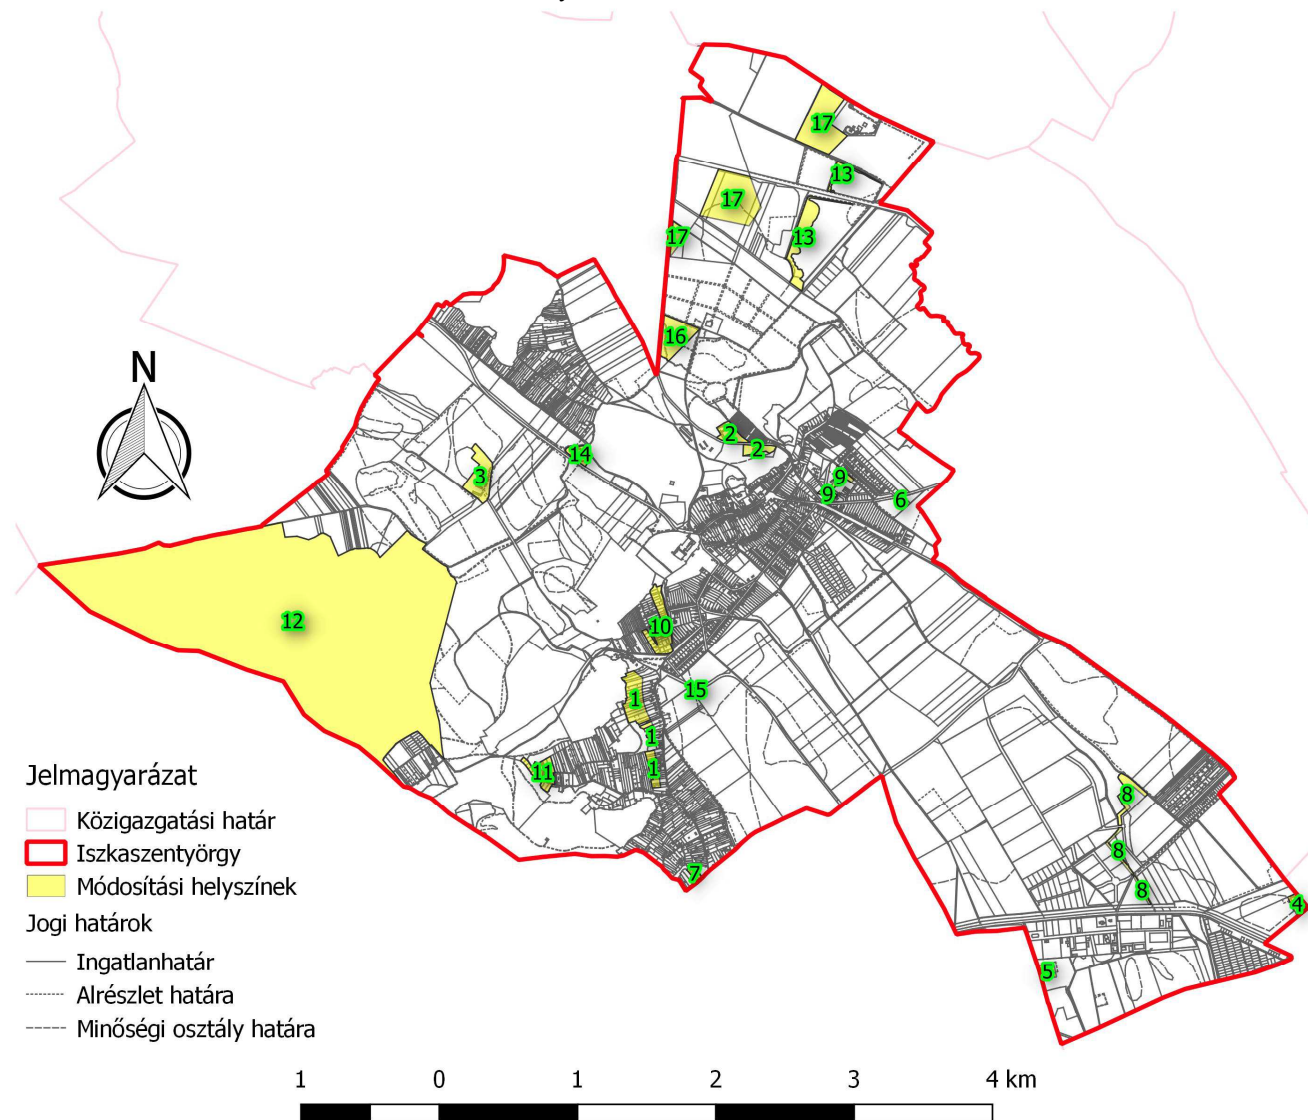 17
13
17
17
13
16
N
2
2
14
3
9
9
6
12
10
15
1
1
1
11
8
8
8
7
4
5
Jelmagyarázat
Közigazgatási határ
Iszkaszentyörgy
Módosítási helyszínek
Jogi határok
Ingatlanhatár
Alrészlet határa
Minőségi osztály határa
1 0 1 2 3 4 km